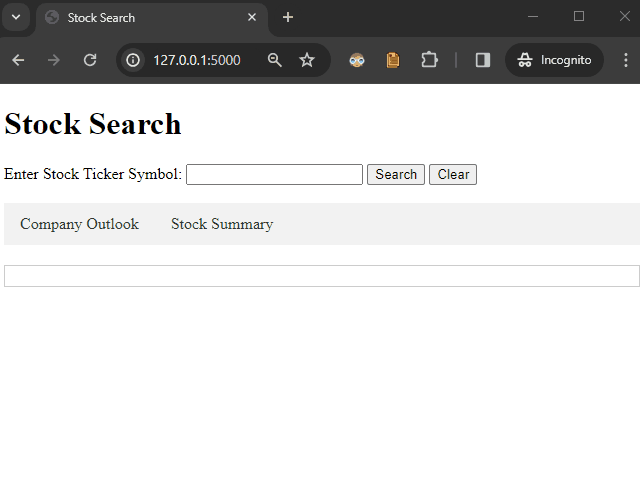 Stock Search
127.0.0.1:5000
Incognito
Stock Search
Enter Stock Ticker Symbol: Search Clear
Company Outlook Stock Summary